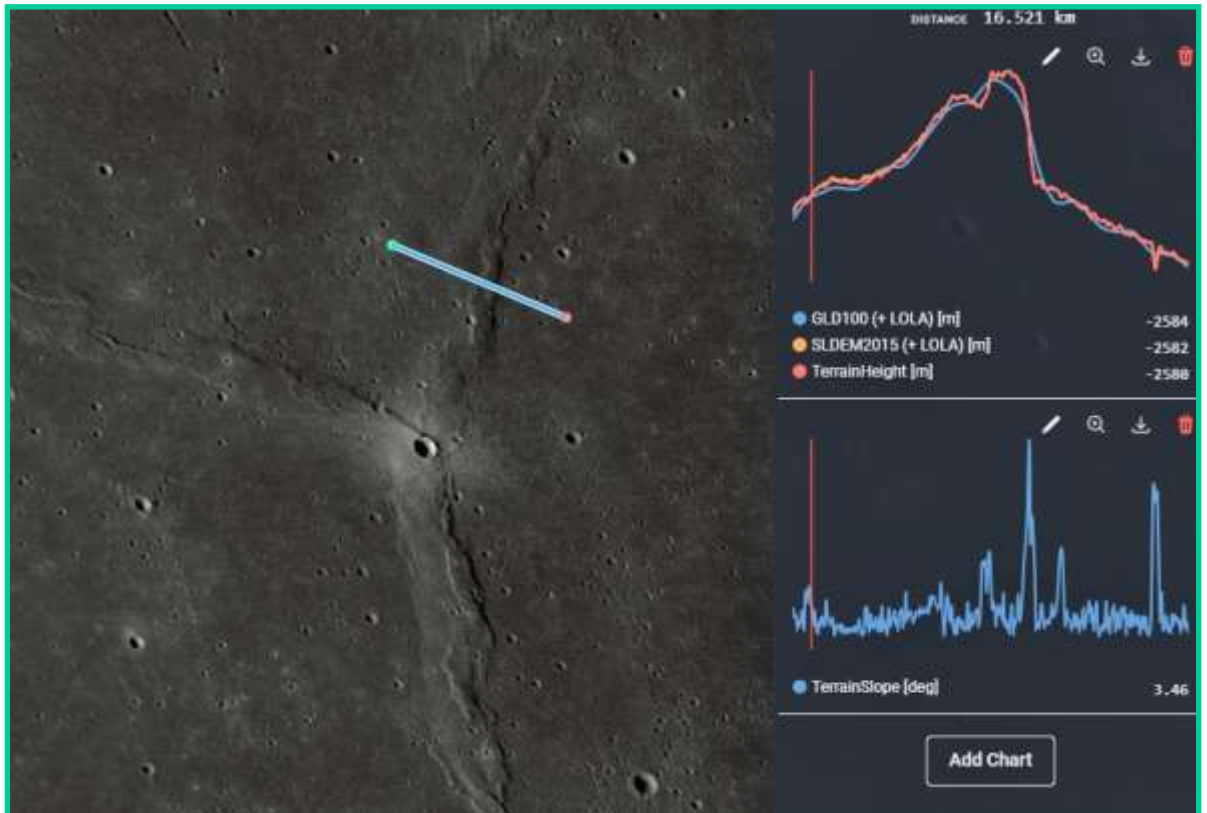 DISTANCE 16.521 km
GLD100 (+ LOLA) [m] -2584
SLDEM2015 (+ LOLA) [m] -2582
TerrainHeight [m] -2580
TerrainSlope [deg] 3.46
Add Chart